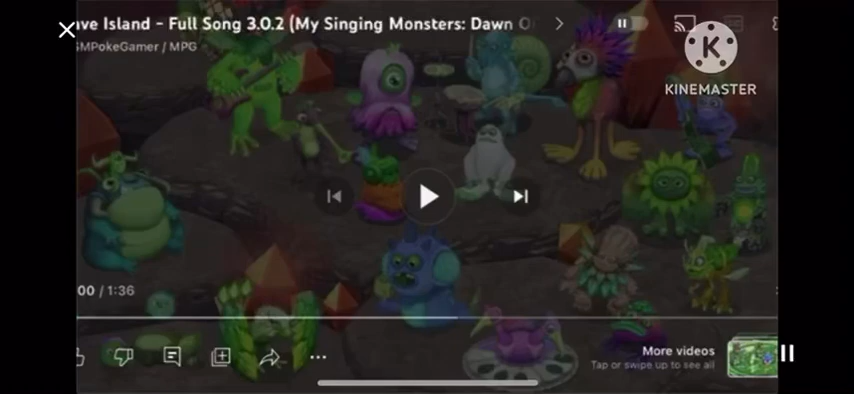 ave Island - Full Song 3.0.2 (My Singing Monsters: Dawn O
SMPokeGamer / MPG
K
KINEMASTER
00 / 1:36
More videos
Tap or swipe up to see all